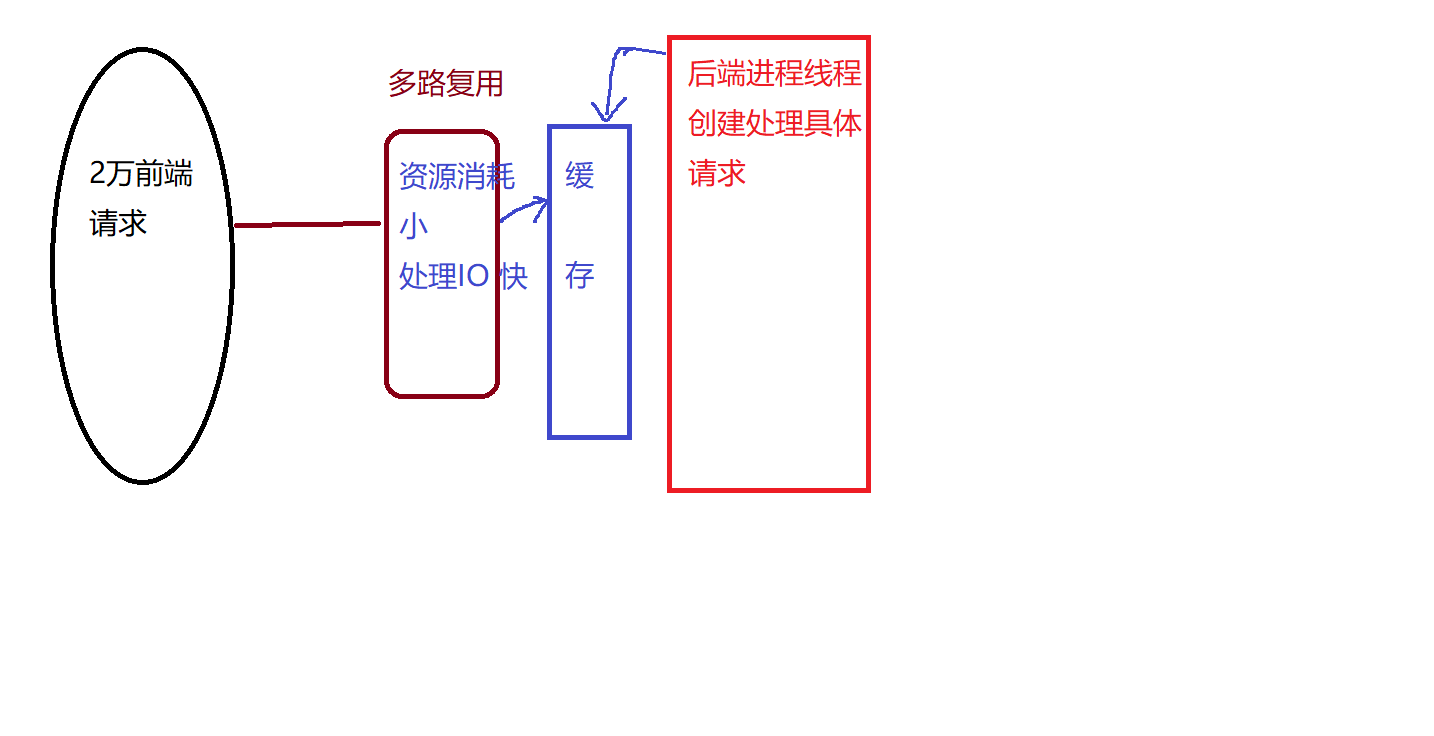 2万前端
请求
多路复用
资源消耗
小
处理IO 快
缓
存
后端进程线程
创建处理具体
请求